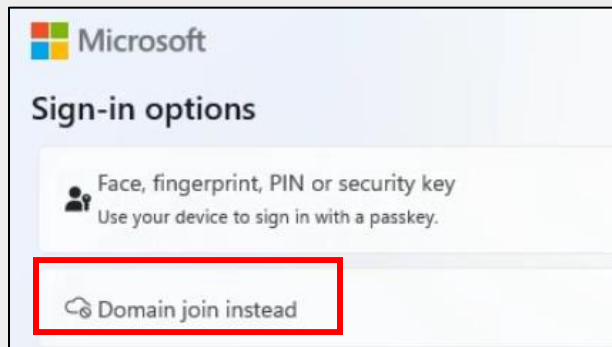 Microsoft
Sign-in options
Face, fingerprint, PIN or security key
Use your device to sign in with a passkey.
Domain join instead